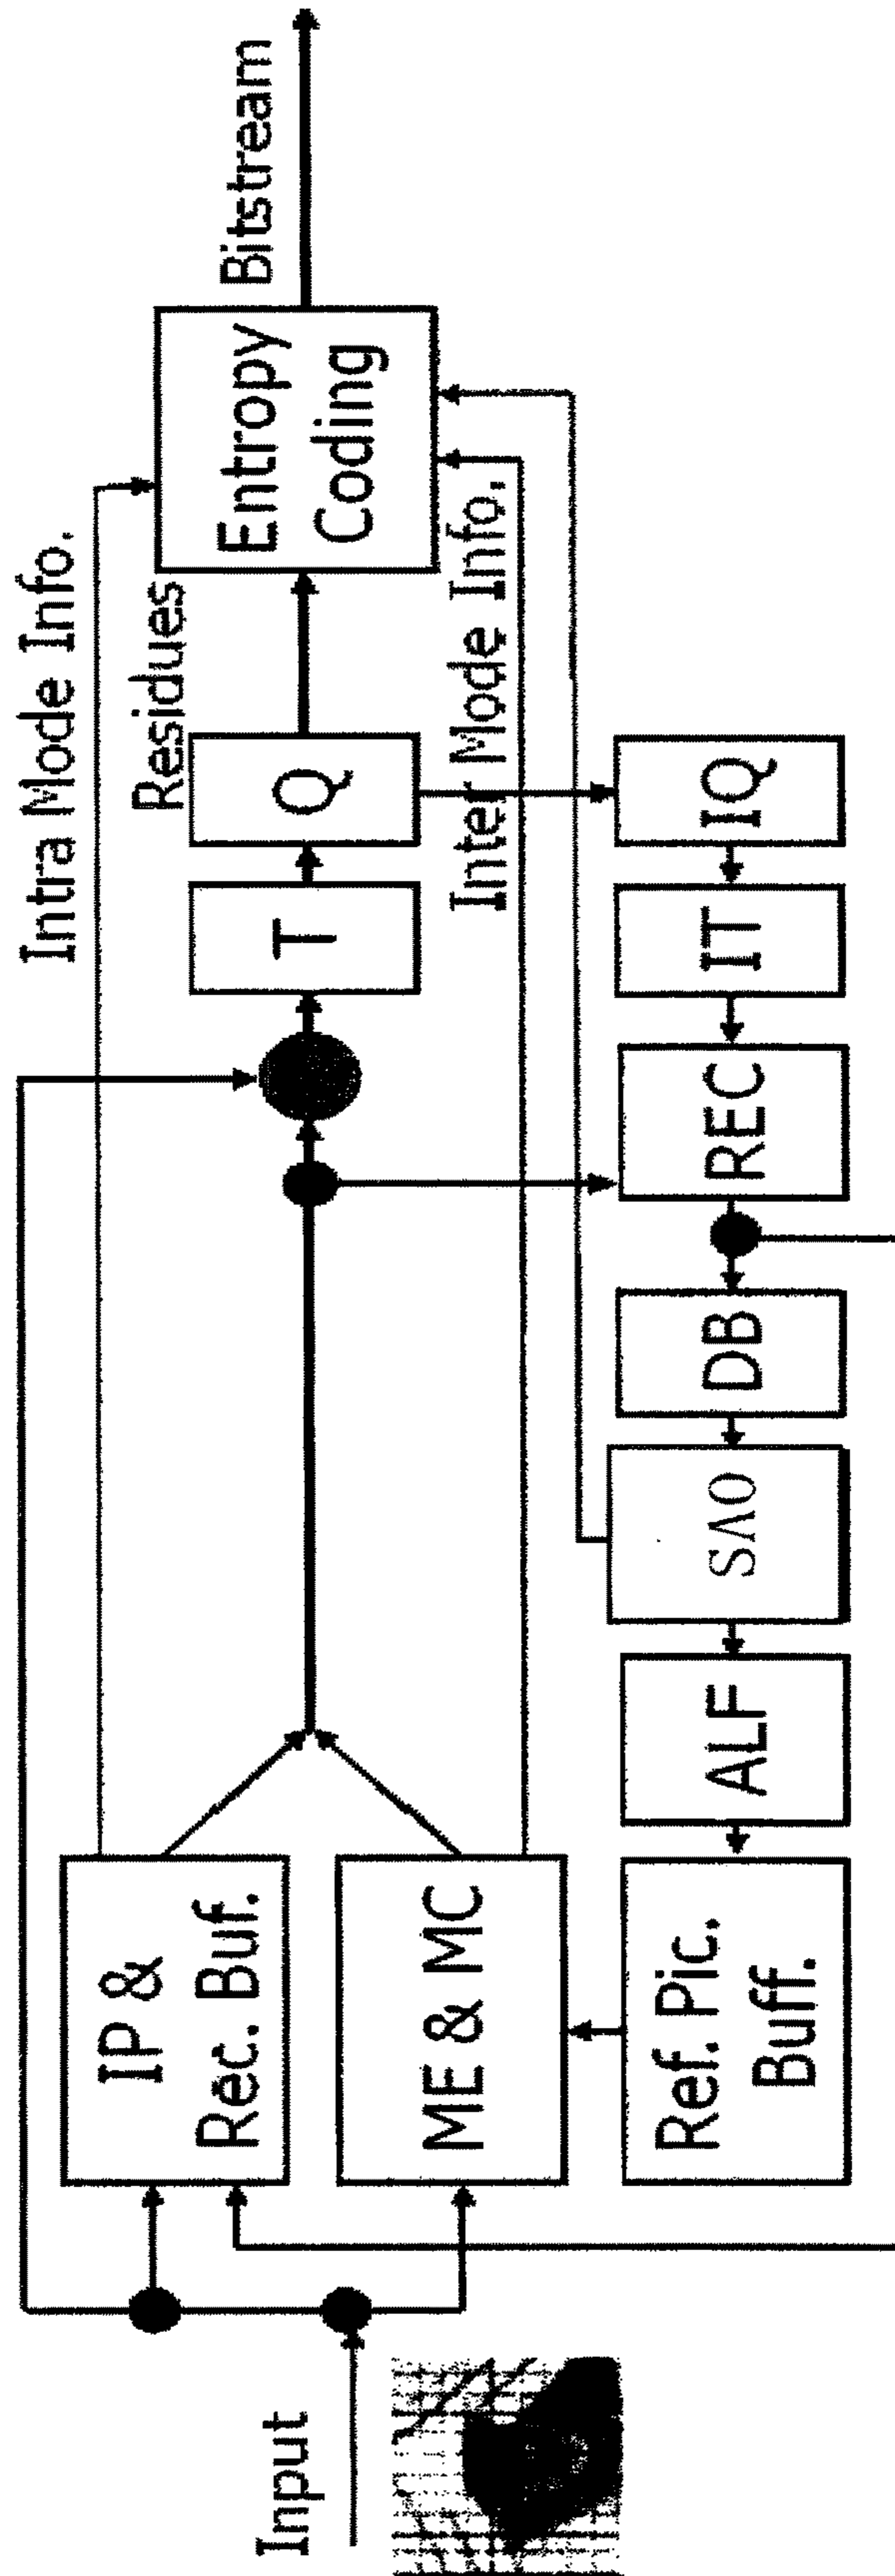 Input
IP &
Rec. Buf.
ME & MC
Ref. Pic.
Buff.
ALF
SAO
DB
REC
IT
IQ
T
Q
Intra Mode Info.
Residues
Inter Mode Info.
Entropy
Coding
Bitstream